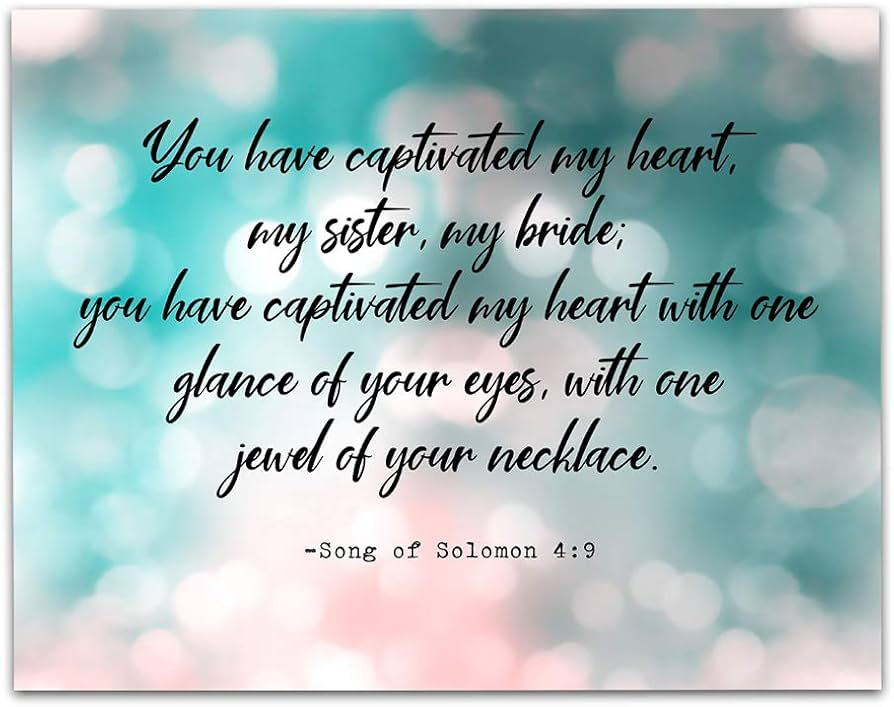 You have captivated my heart,
my sister, my bride;
you have captivated my heart with one
glance of your eyes, with one
jewel of your necklace.
-Song of Solomon 4:9